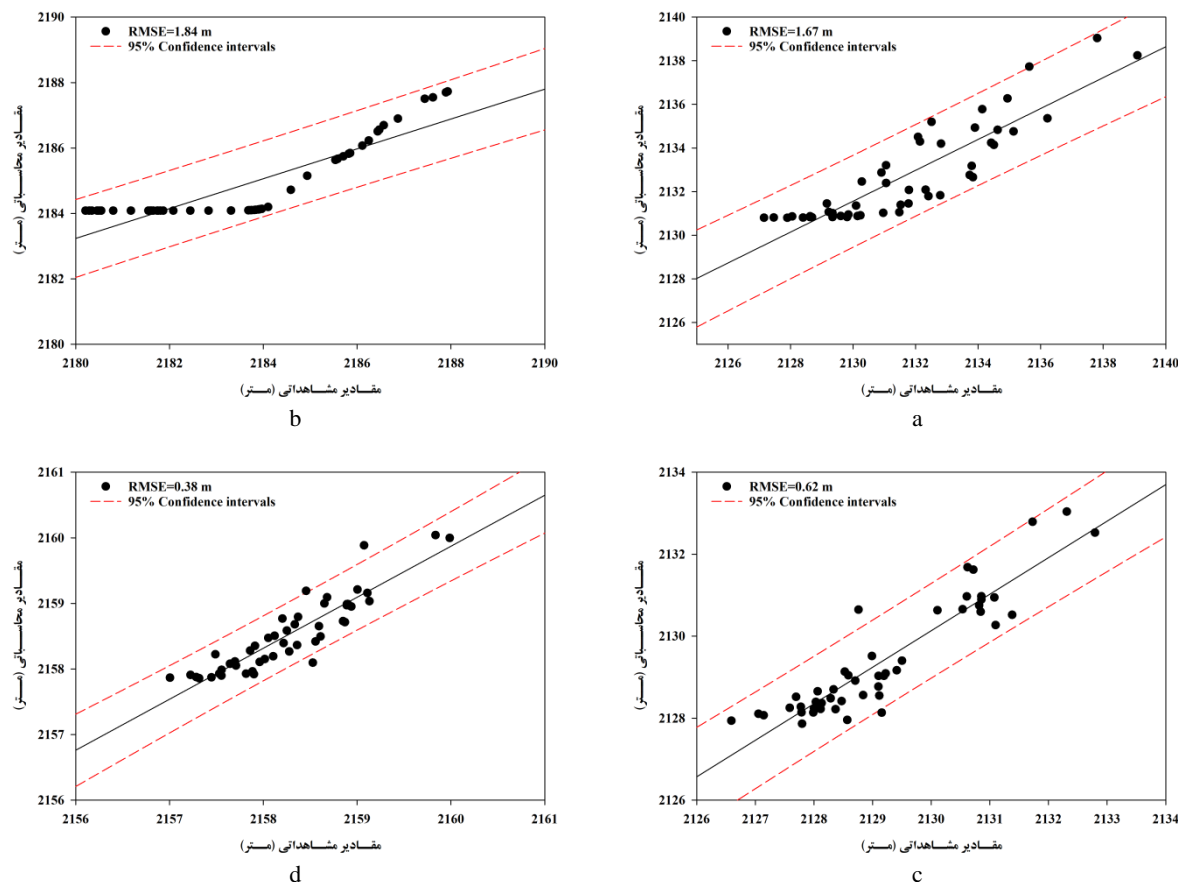 RMSE=1.84 m
95% Confidence intervals
مقادیر محاسباتی (متر)
2190
2188
2186
2184
2182
2180
2180 2182 2184 2186 2188 2190
مقادیر مشاهداتی (متر)
b
RMSE=1.67 m
95% Confidence intervals
مقادیر محاسباتی (متر)
2140
2138
2136
2134
2131
2130
2128
2126
2126 2128 2130 2132 2134 2136 2138 2140
مقادیر مشاهداتی (متر)
a
RMSE=0.38 m
95% Confidence intervals
مقادیر محاسباتی (متر)
2161
2160
2159
2158
2157
2156
2156 2157 2158 2159 2160 2161
مقادیر مشاهداتی (متر)
d
RMSE=0.62 m
95% Confidence intervals
مقادیر محاسباتی (متر)
2134
2132
2130
2128
2126
2126 2127 2128 2129 2130 2131 2132 2133 2134
مقادیر مشاهداتی (متر)
c